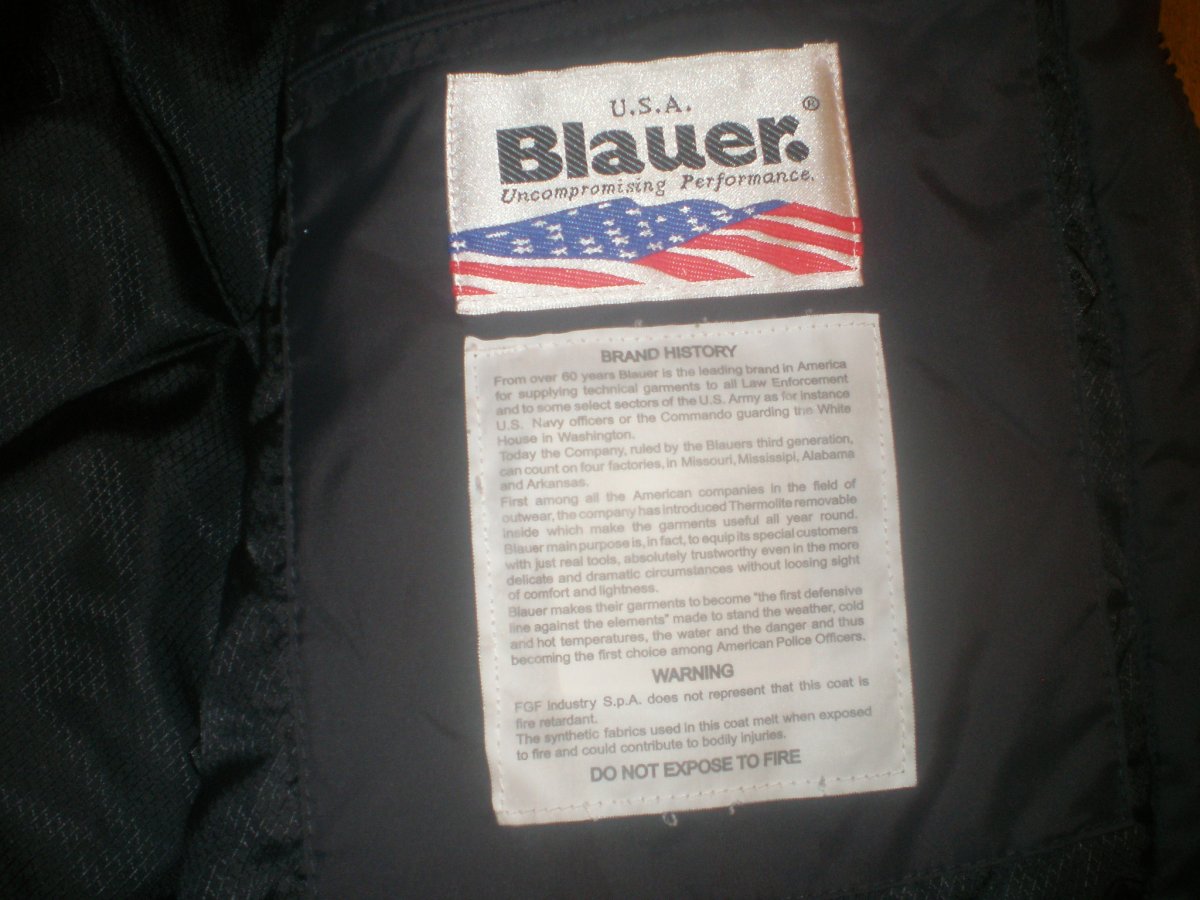 U.S.A.
Blauer.®
Uncompromising Performance.
BRAND HISTORY
From over 60 years Blauer is the leading brand in America
for supplying technical garments to all Law Enforcement
and to some select sectors of the U.S. Army as for instance
U.S. Navy officers or the Commando guarding the White
House in Washington.
Today the Company, ruled by the Blauers third generation,
can count on four factories, in Missouri, Mississipi, Alabama
and Arkansas.
First among all the American companies in the field of
outwear, the company has introduced Thermolite removable
inside which make the garments useful all year round.
Blauer main purpose is, in fact, to equip its special customers
with just real tools, absolutely trustworthy even in the more
delicate and dramatic circumstances without loosing sight
of comfort and lightness.
Blauer makes their garments to become "the first defensive
line against the elements" made to stand the weather, cold
and hot temperatures, the water and the danger and thus
becoming the first choice among American Police Officers.
WARNING
FGF Industry S.p.A. does not represent that this coat is
fire retardant.
The synthetic fabrics used in this coat melt when exposed
to fire and could contribute to bodily injuries.
DO NOT EXPOSE TO FIRE